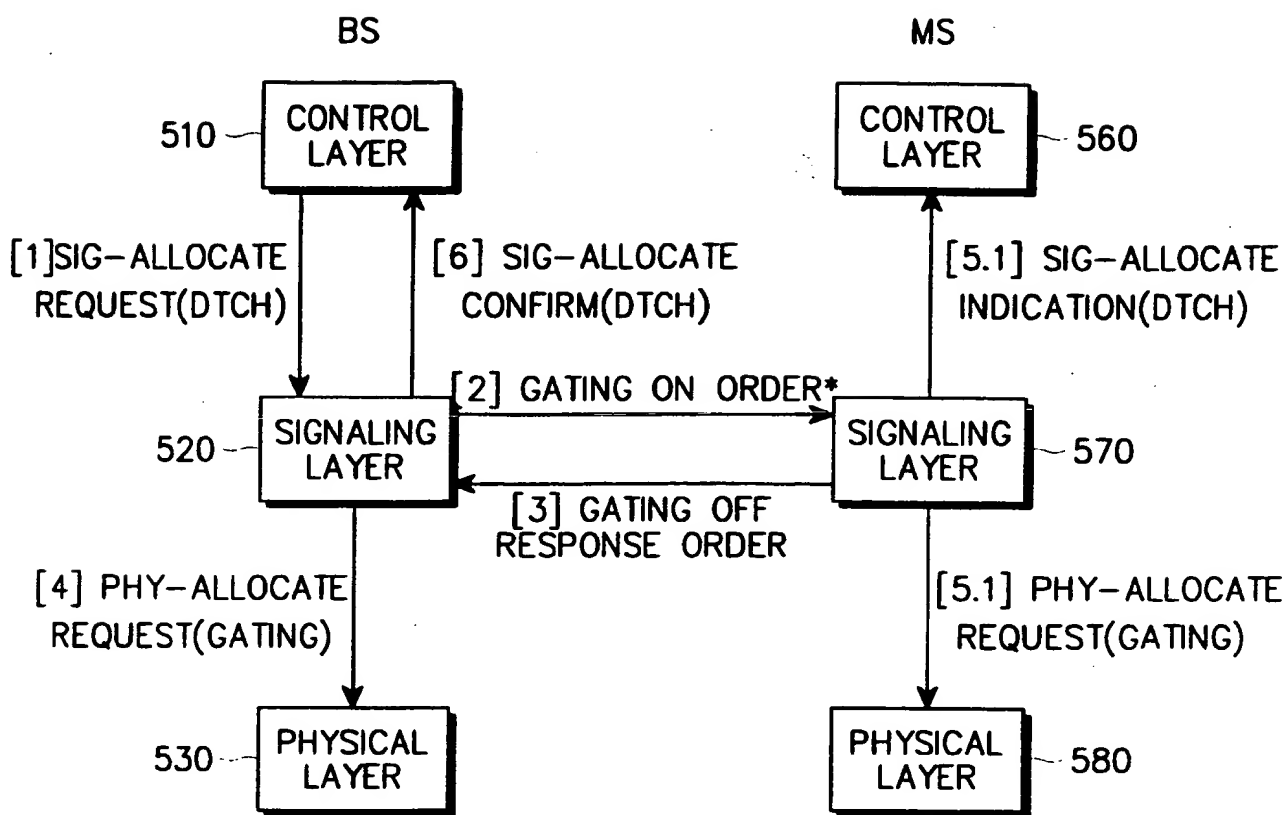 BS
MS
CONTROL
LAYER
510
CONTROL
LAYER
560
[1]SIG-ALLOCATE
REQUEST(DTCH)
[6] SIG-ALLOCATE
CONFIRM(DTCH)
[5.1] SIG-ALLOCATE
INDICATION(DTCH)
[2] GATING ON ORDER*
SIGNALING
LAYER
520
SIGNALING
LAYER
570
[3] GATING OFF
RESPONSE ORDER
[4] PHY-ALLOCATE
REQUEST(GATING)
[5.1] PHY-ALLOCATE
REQUEST(GATING)
PHYSICAL
LAYER
530
PHYSICAL
LAYER
580